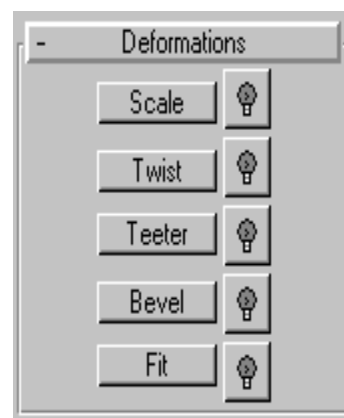 - Deformations
Scale
Twist
Teeter
Bevel
Fit